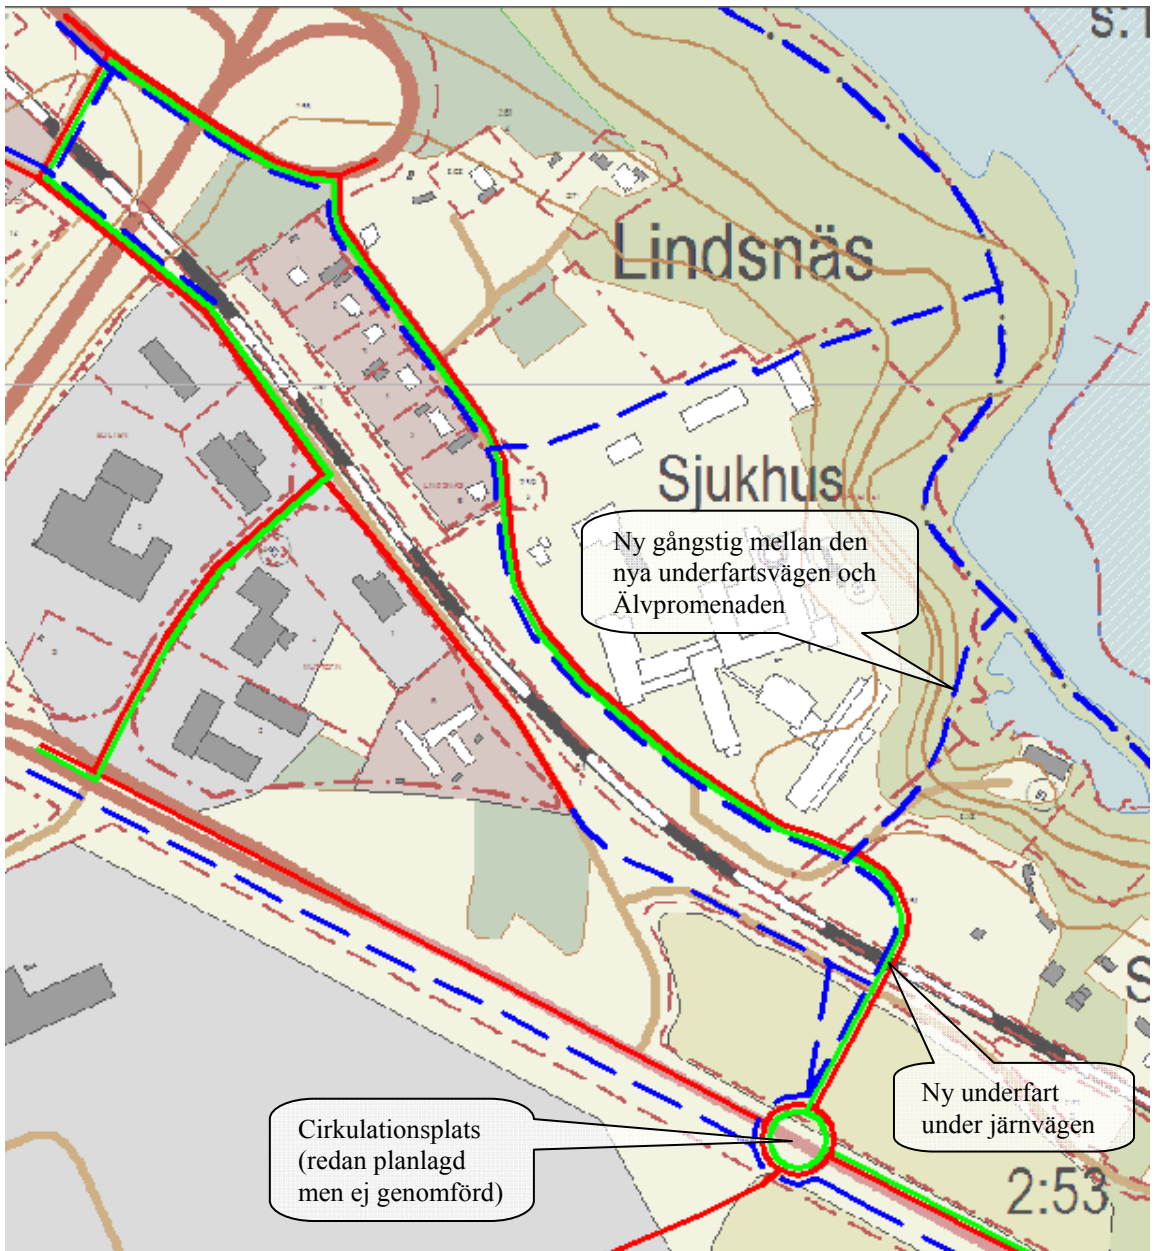 s:1
Lindsnäs
Sjukhus
Ny gångstig mellan den
nya underfartsvägen och
Älvpromenaden
S
Ny underfart
under järnvägen
Cirkulationsplats
(redan planlagd
men ej genomförd)
2:53